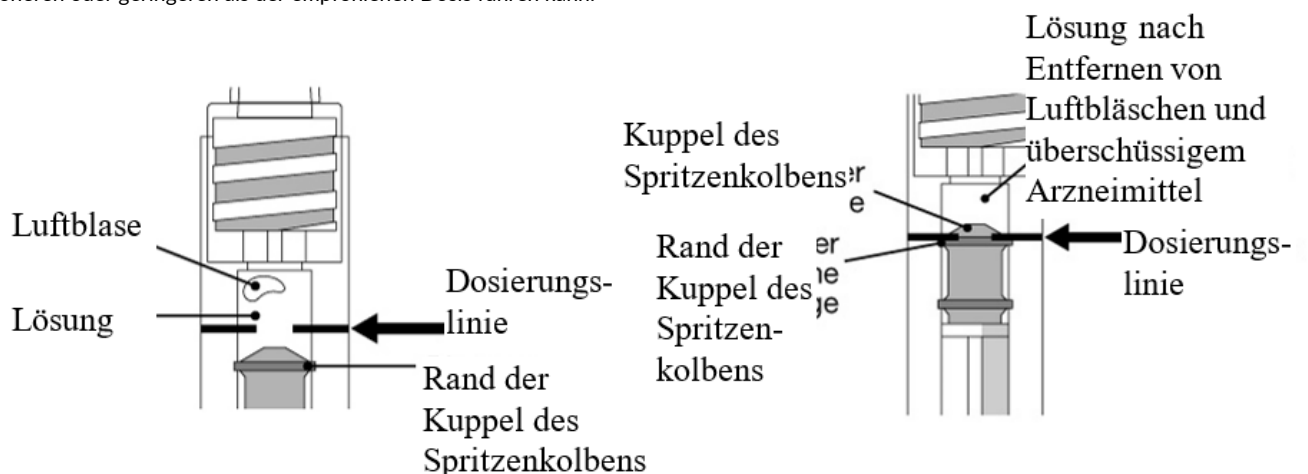 oder geringeren als der empfohlenen Dosis führen kann.
Luftblase
Lösung
Dosierungs-
linie
Rand der
Kuppel des
Spritzenkolbens
Kuppel des
Spritzenkolbens
Rand der
Kuppel des
Spritzen-
kolbens
Lösung nach
Entfernen von
Luftbläschen und
überschüssigem
Arzneimittel
Dosierungs-
linie